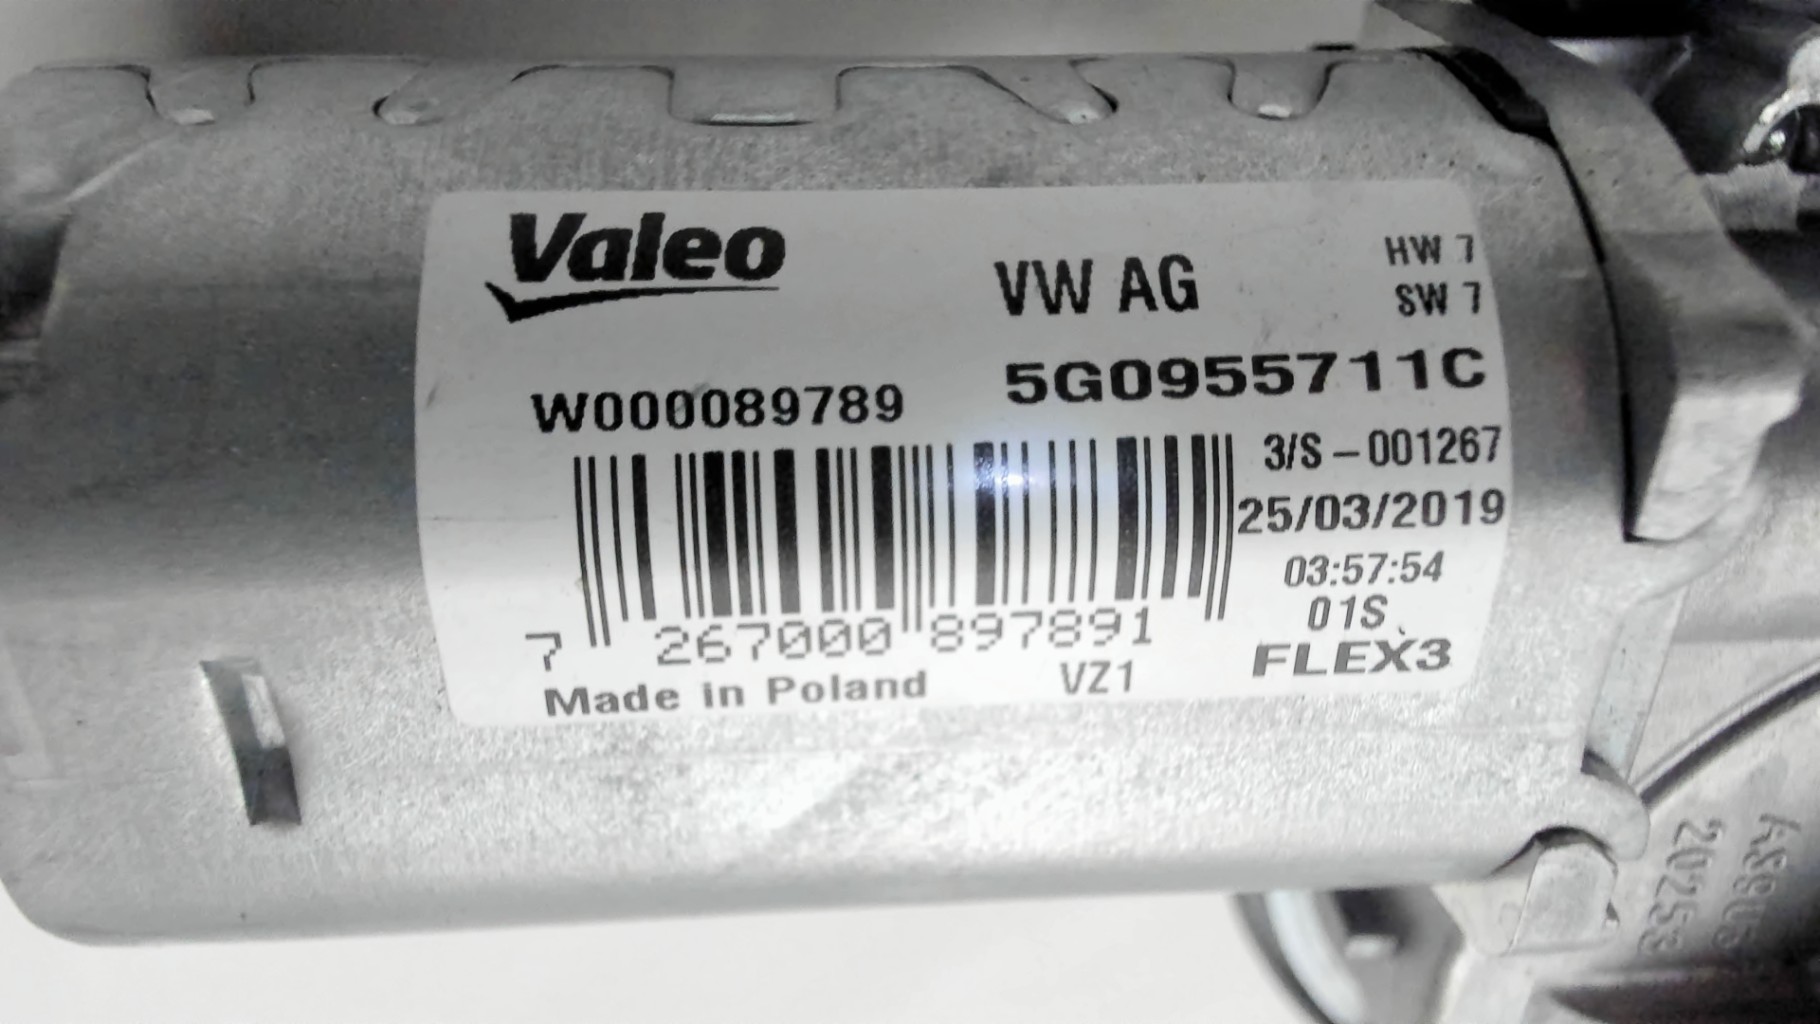 Valeo
VW AG
HW 7
SW 7
5G0955711C
W000089789
3/S-001267
25/03/2019
03:57:54
01S
FLEX3
7 267000 897891
Made in Poland
VZ1
20253